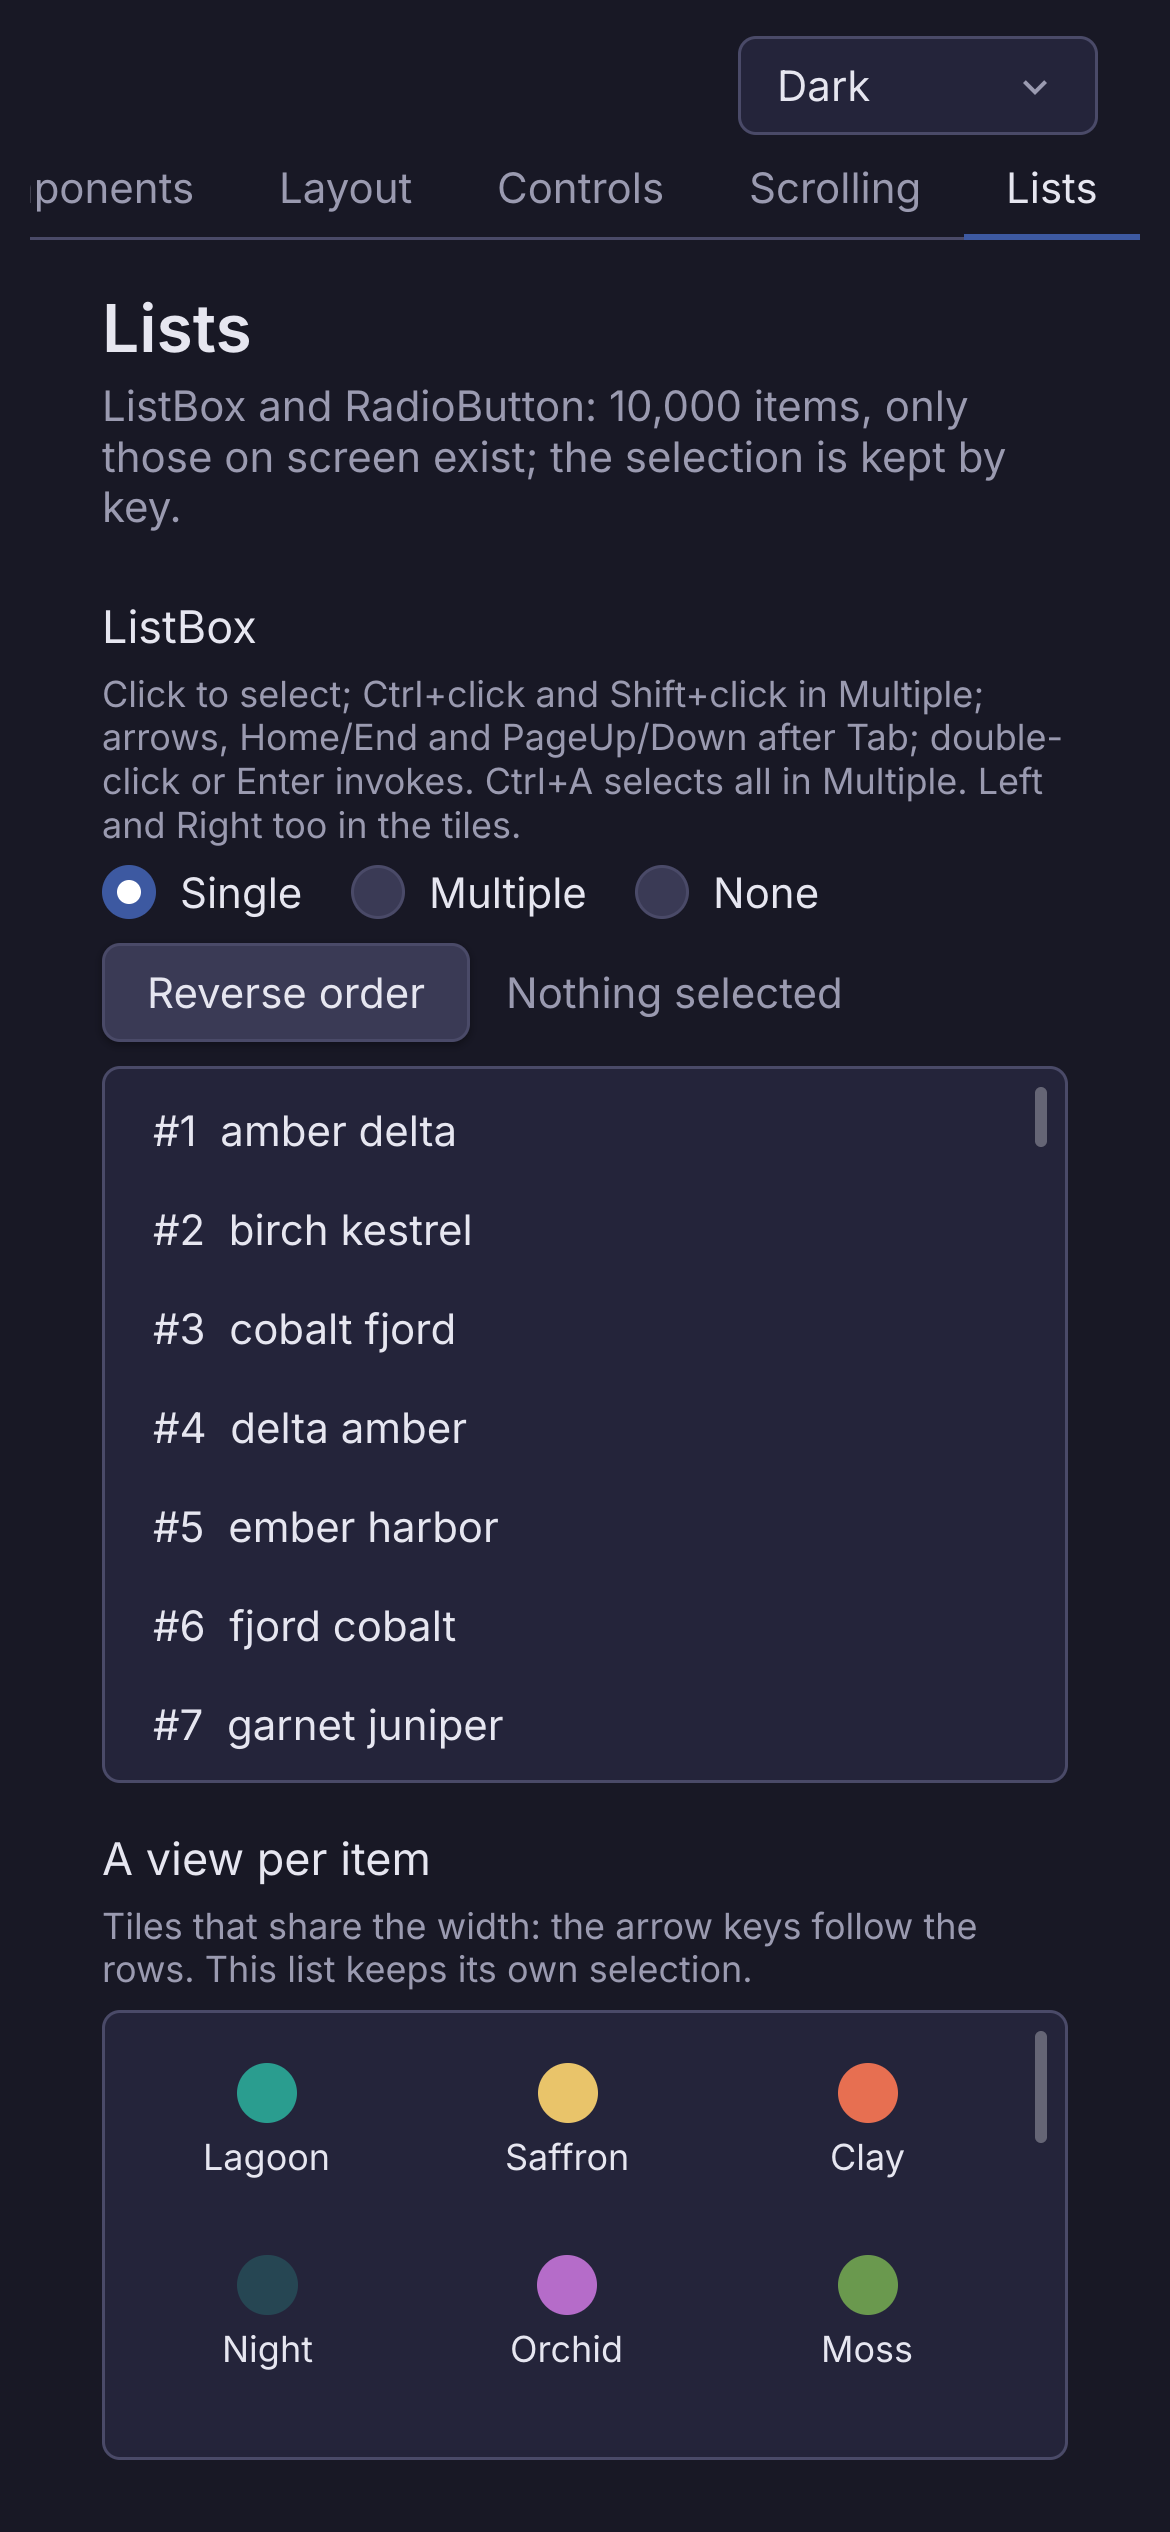 Dark
ponents Layout Controls Scrolling Lists
Lists
ListBox and RadioButton: 10,000 items, only
those on screen exist; the selection is kept by
key.
ListBox
Click to select; Ctrl+click and Shift+click in Multiple;
arrows, Home/End and PageUp/Down after Tab; double-
click or Enter invokes. Ctrl+A selects all in Multiple. Left
and Right too in the tiles.
Single Multiple None
Reverse order Nothing selected
#1 amber delta
#2 birch kestrel
#3 cobalt fjord
#4 delta amber
#5 ember harbor
#6 fjord cobalt
#7 garnet juniper
A view per item
Tiles that share the width: the arrow keys follow the
rows. This list keeps its own selection.
Lagoon Saffron Clay
Night Orchid Moss